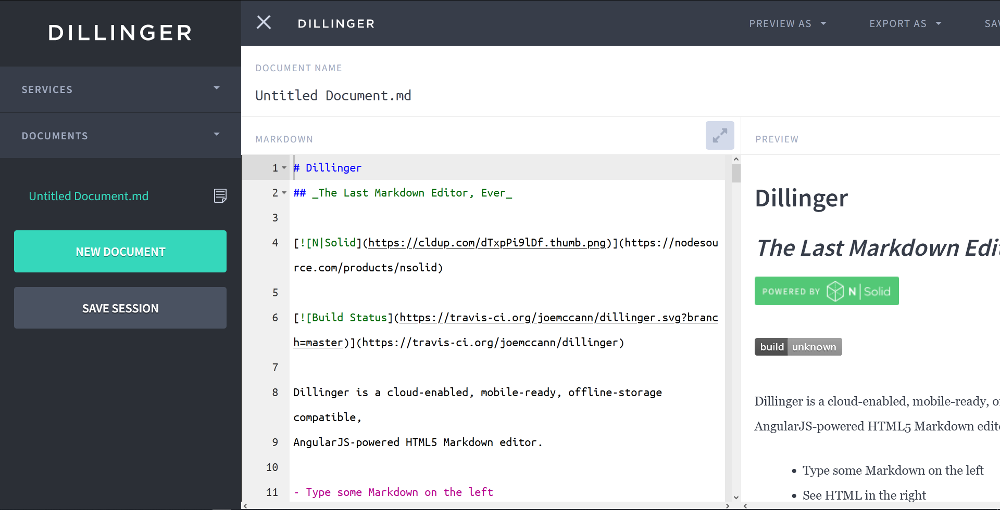 DILLINGER
SERVICES
DOCUMENTS
Untitled Document.md
NEW DOCUMENT
SAVE SESSION
DILLINGER
PREVIEW AS
EXPORT AS
DOCUMENT NAME
Untitled Document.md
MARKDOWN
1 # Dillinger
2 ## _The Last Markdown Editor, Ever_
3
4 [![N|Solid](https://cldup.com/dTxpPi9lDf.thumb.png)](https://nodesou
rce.com/products/nsolid)
5
6 [![Build Status](https://travis-ci.org/joemccann/dillinger.svg?branc
h=master)](https://travis-ci.org/joemccann/dillinger)
7
8 Dillinger is a cloud-enabled, mobile-ready, offline-storage
compatible,
9 AngularJS-powered HTML5 Markdown editor.
10
11 - Type some Markdown on the left
PREVIEW
Dillinger
The Last Markdown
POWERED BY N|Solid
build unknown
Dillinger is a cloud-enabled, mobile-ready,
AngularJS-powered HTML5 Markdown
• Type some Markdown on the left
• See HTML in the right